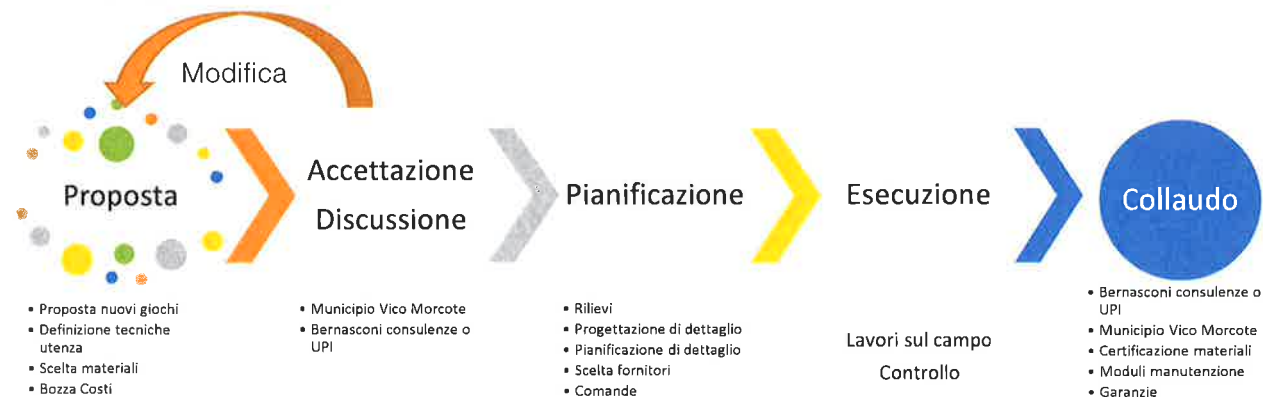 Modifica
Proposta
• Proposta nuovi giochi
• Definizione tecniche
utenza
• Scelta materiali
• Bozza Costi
Accettazione
Discussione
• Municipio Vico Morcote
• Bernasconi consulenze o
UPI
Pianificazione
• Rilievi
• Progettazione di dettaglio
• Pianificazione di dettaglio
• Scelta fornitori
• Comande
Esecuzione
Lavori sul campo
Controllo
Collaudo
• Bernasconi consulenze o
UPI
• Municipio Vico Morcote
• Certificazione materiali
• Moduli manutenzione
• Garanzie